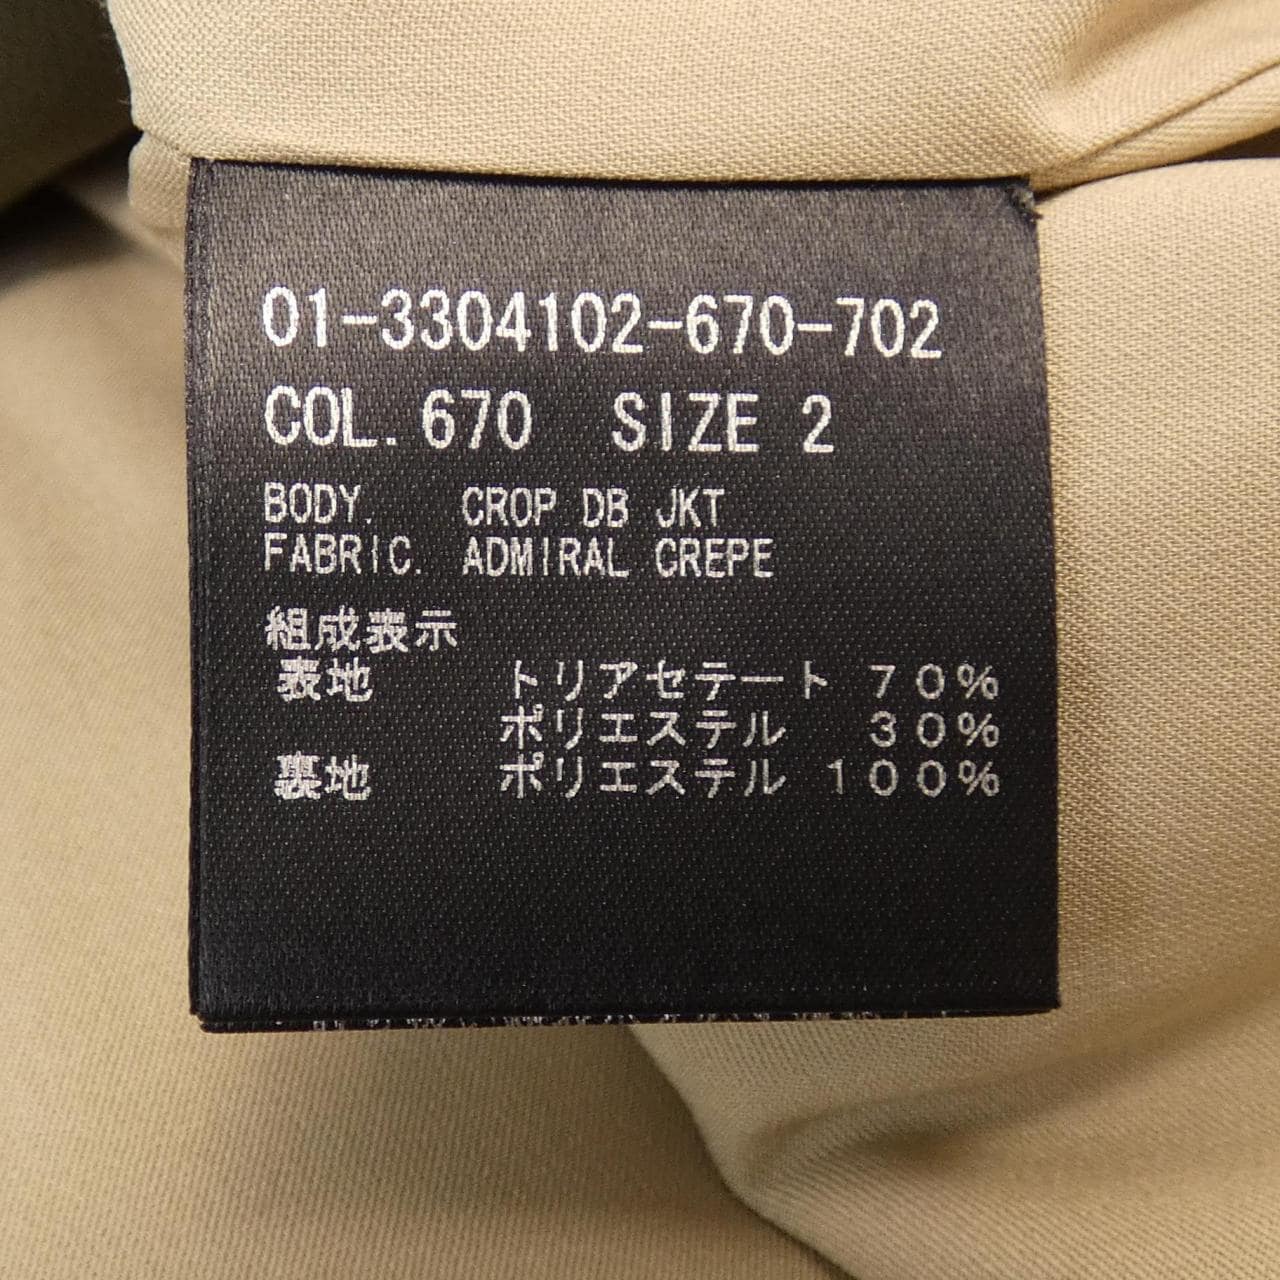 01-3304102-670-702
COL. 670 SIZE 2
BODY. CROP DB JKT
FABRIC. ADMIRAL CREPE
組成表示
表地 トリアセテート 70%
ポリエステル 30%
裏地 ポリエステル 100%